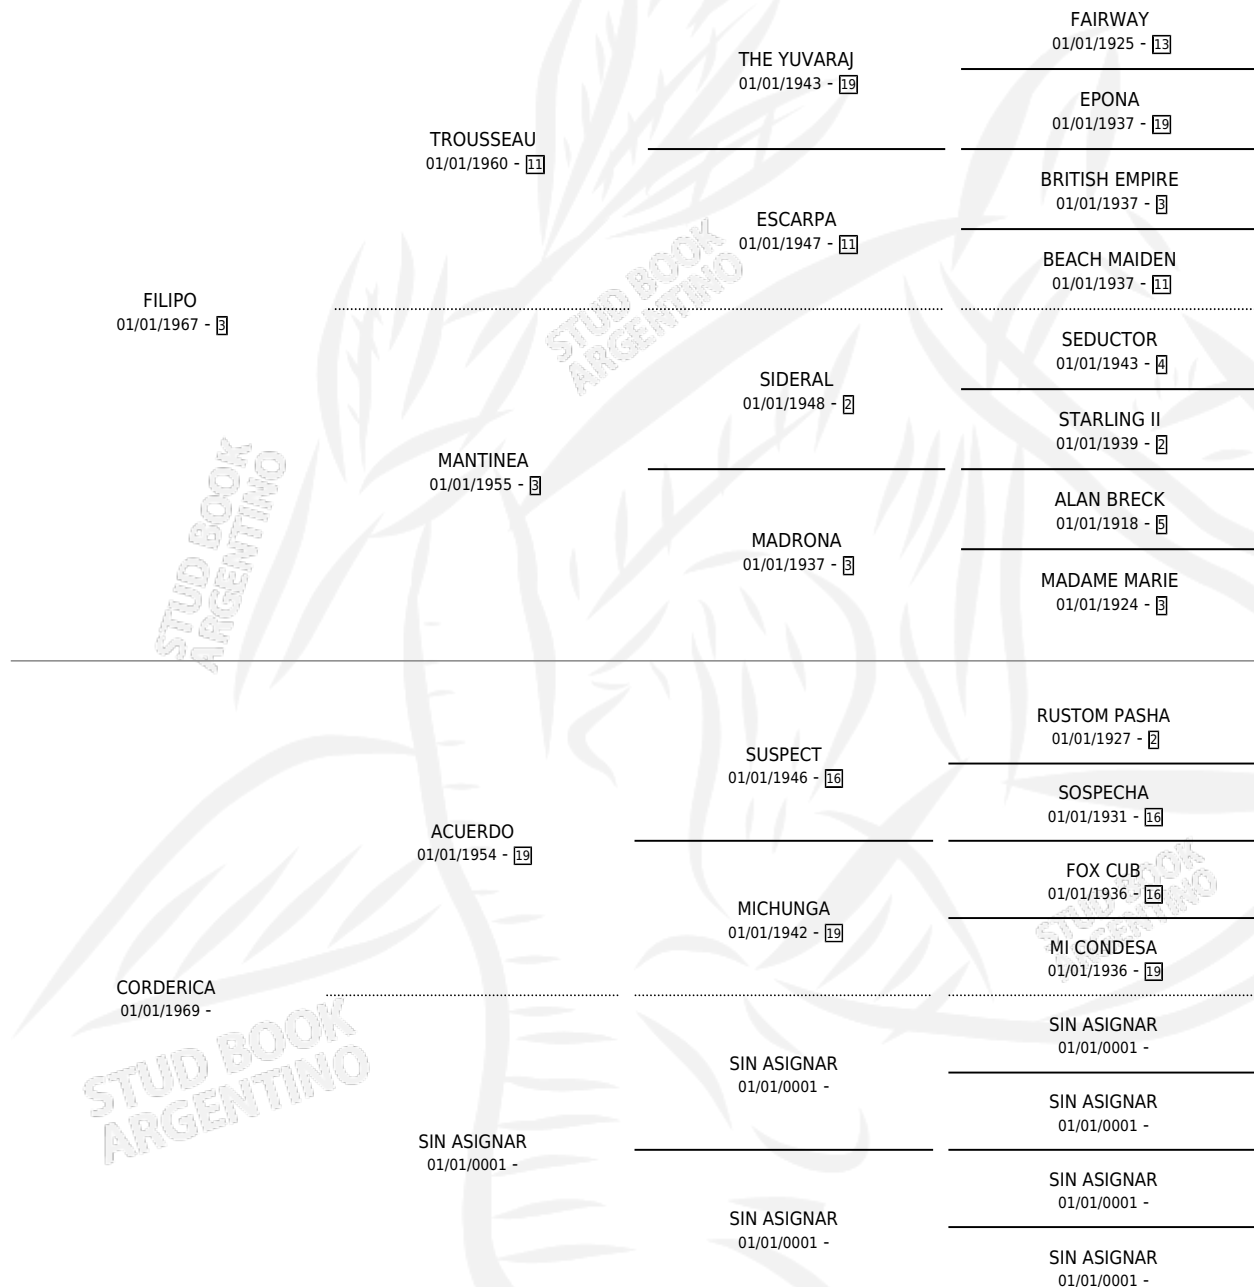 FAIRWAY
01/01/1925 - 13
THE YUVARAJ
01/01/1943 - 19
EPONA
01/01/1937 - 19
TROUSSEAU
01/01/1960 - 11
BRITISH EMPIRE
01/01/1937 - 3
ESCARPA
01/01/1947 - 11
BEACH MAIDEN
01/01/1937 - 11
FILIPO
01/01/1967 - 3
SEDUCTOR
01/01/1943 - 4
SIDERAL
01/01/1948 - 2
STARLING II
01/01/1939 - 2
MANTINEA
01/01/1955 - 3
ALAN BRECK
01/01/1918 - 5
MADRONA
01/01/1937 - 3
MADAME MARIE
01/01/1924 - 3
STUD BOOK
ARGENTINO
STUD BOOK
ARGENTINO
RUSTOM PASHA
01/01/1927 - 2
SUSPECT
01/01/1946 - 16
SOSPECHA
01/01/1931 - 16
ACUERDO
01/01/1954 - 19
FOX CUB
01/01/1936 - 16
MICHUNGA
01/01/1942 - 19
MI CONDESA
01/01/1936 - 19
CORDERICA
01/01/1969 -
SIN ASIGNAR
01/01/0001 -
SIN ASIGNAR
01/01/0001 -
SIN ASIGNAR
01/01/0001 -
SIN ASIGNAR
01/01/0001 -
SIN ASIGNAR
01/01/0001 -
SIN ASIGNAR
01/01/0001 -
SIN ASIGNAR
01/01/0001 -
STUD BOOK
ARGENTINO
STUD BOOK
ARGENTINO